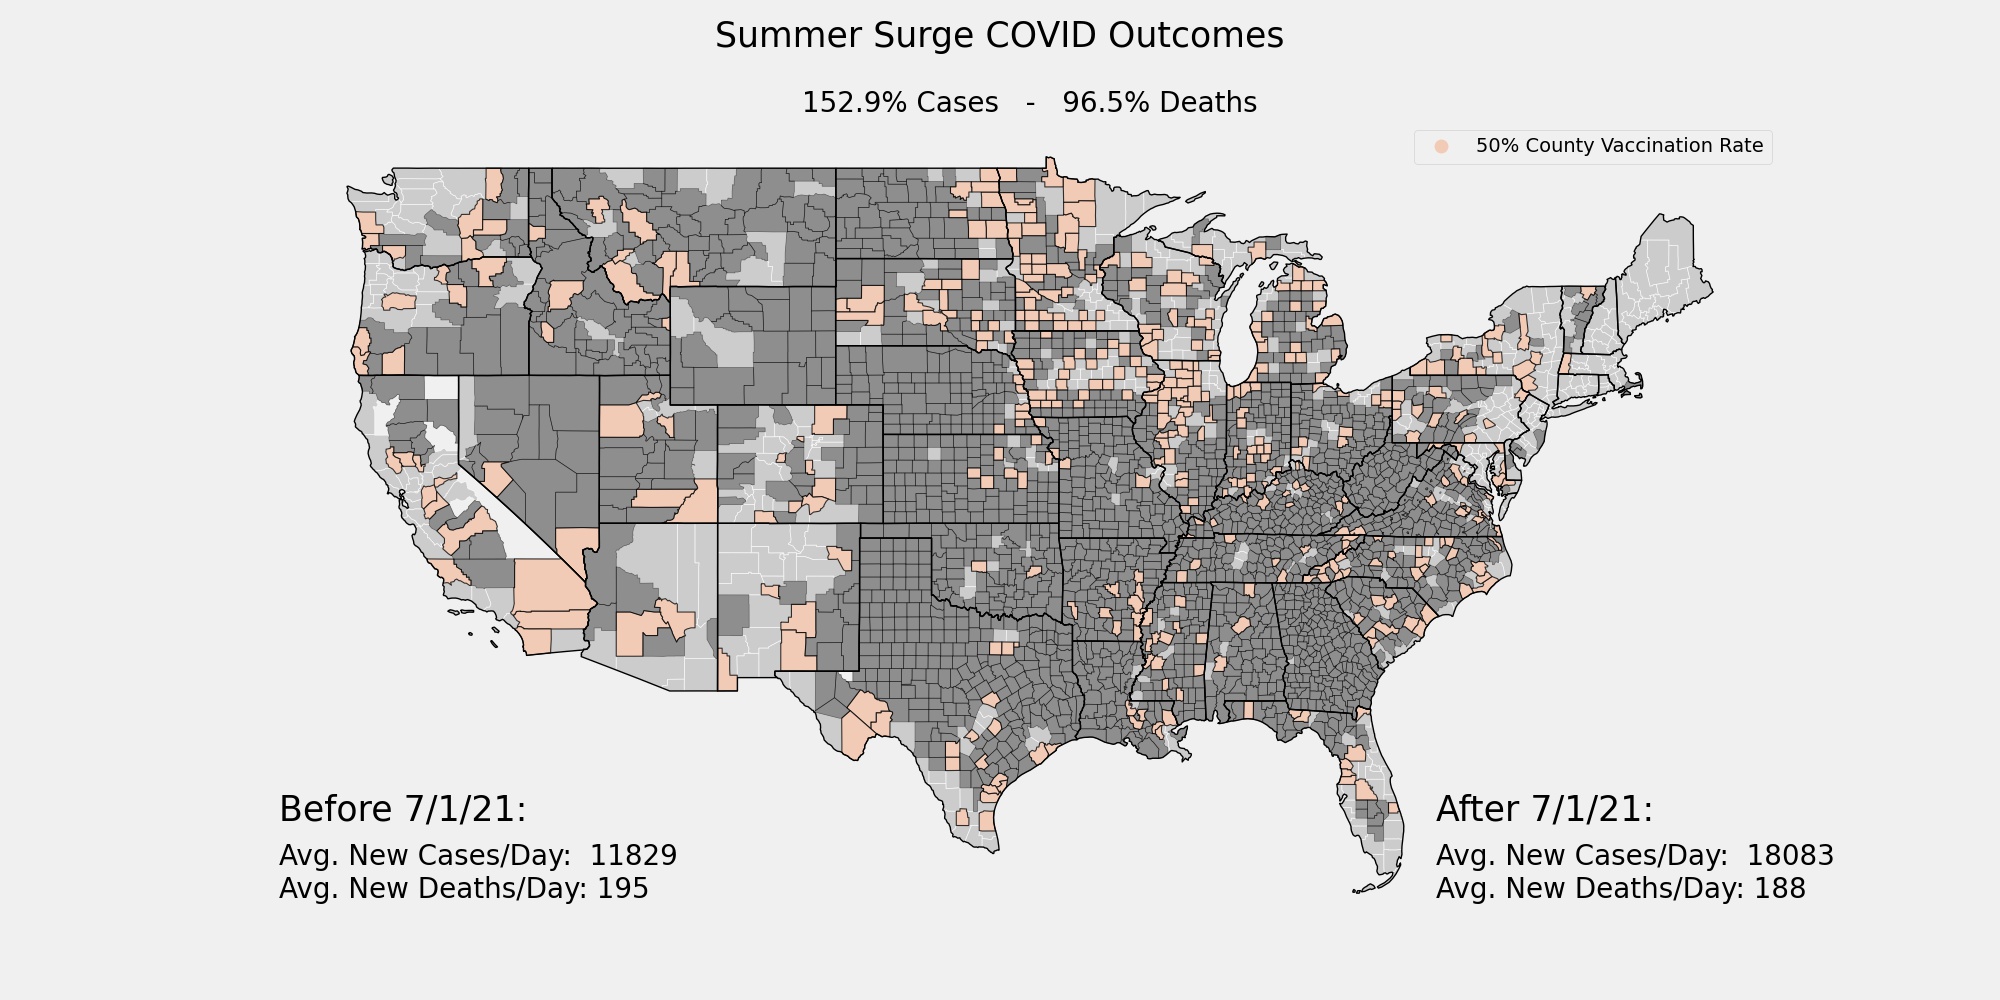 Summer Surge COVID Outcomes
152.9% Cases - 96.5% Deaths
50% County Vaccination Rate
Before 7/1/21:
Avg. New Cases/Day: 11829
Avg. New Deaths/Day: 195
After 7/1/21:
Avg. New Cases/Day: 18083
Avg. New Deaths/Day: 188